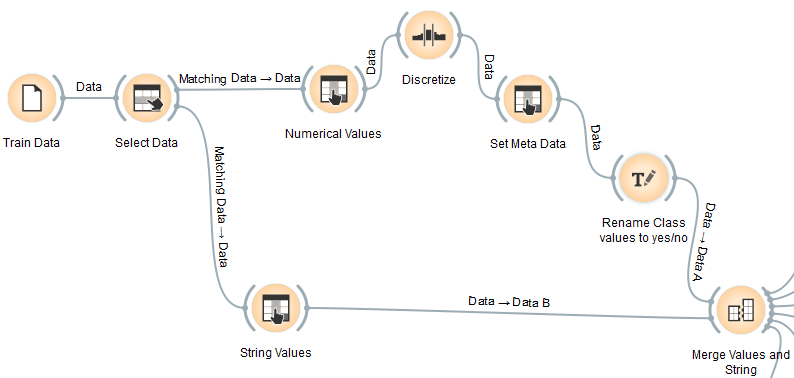 Data
Discretize
Data
Matching Data → Data
Data
Numerical Values
Data
Set Meta Data
Train Data
Select Data
Data
Rename Class
values to yes/no
Matching Data → Data
Data → Data A
Data → Data B
String Values
Merge Values and
String